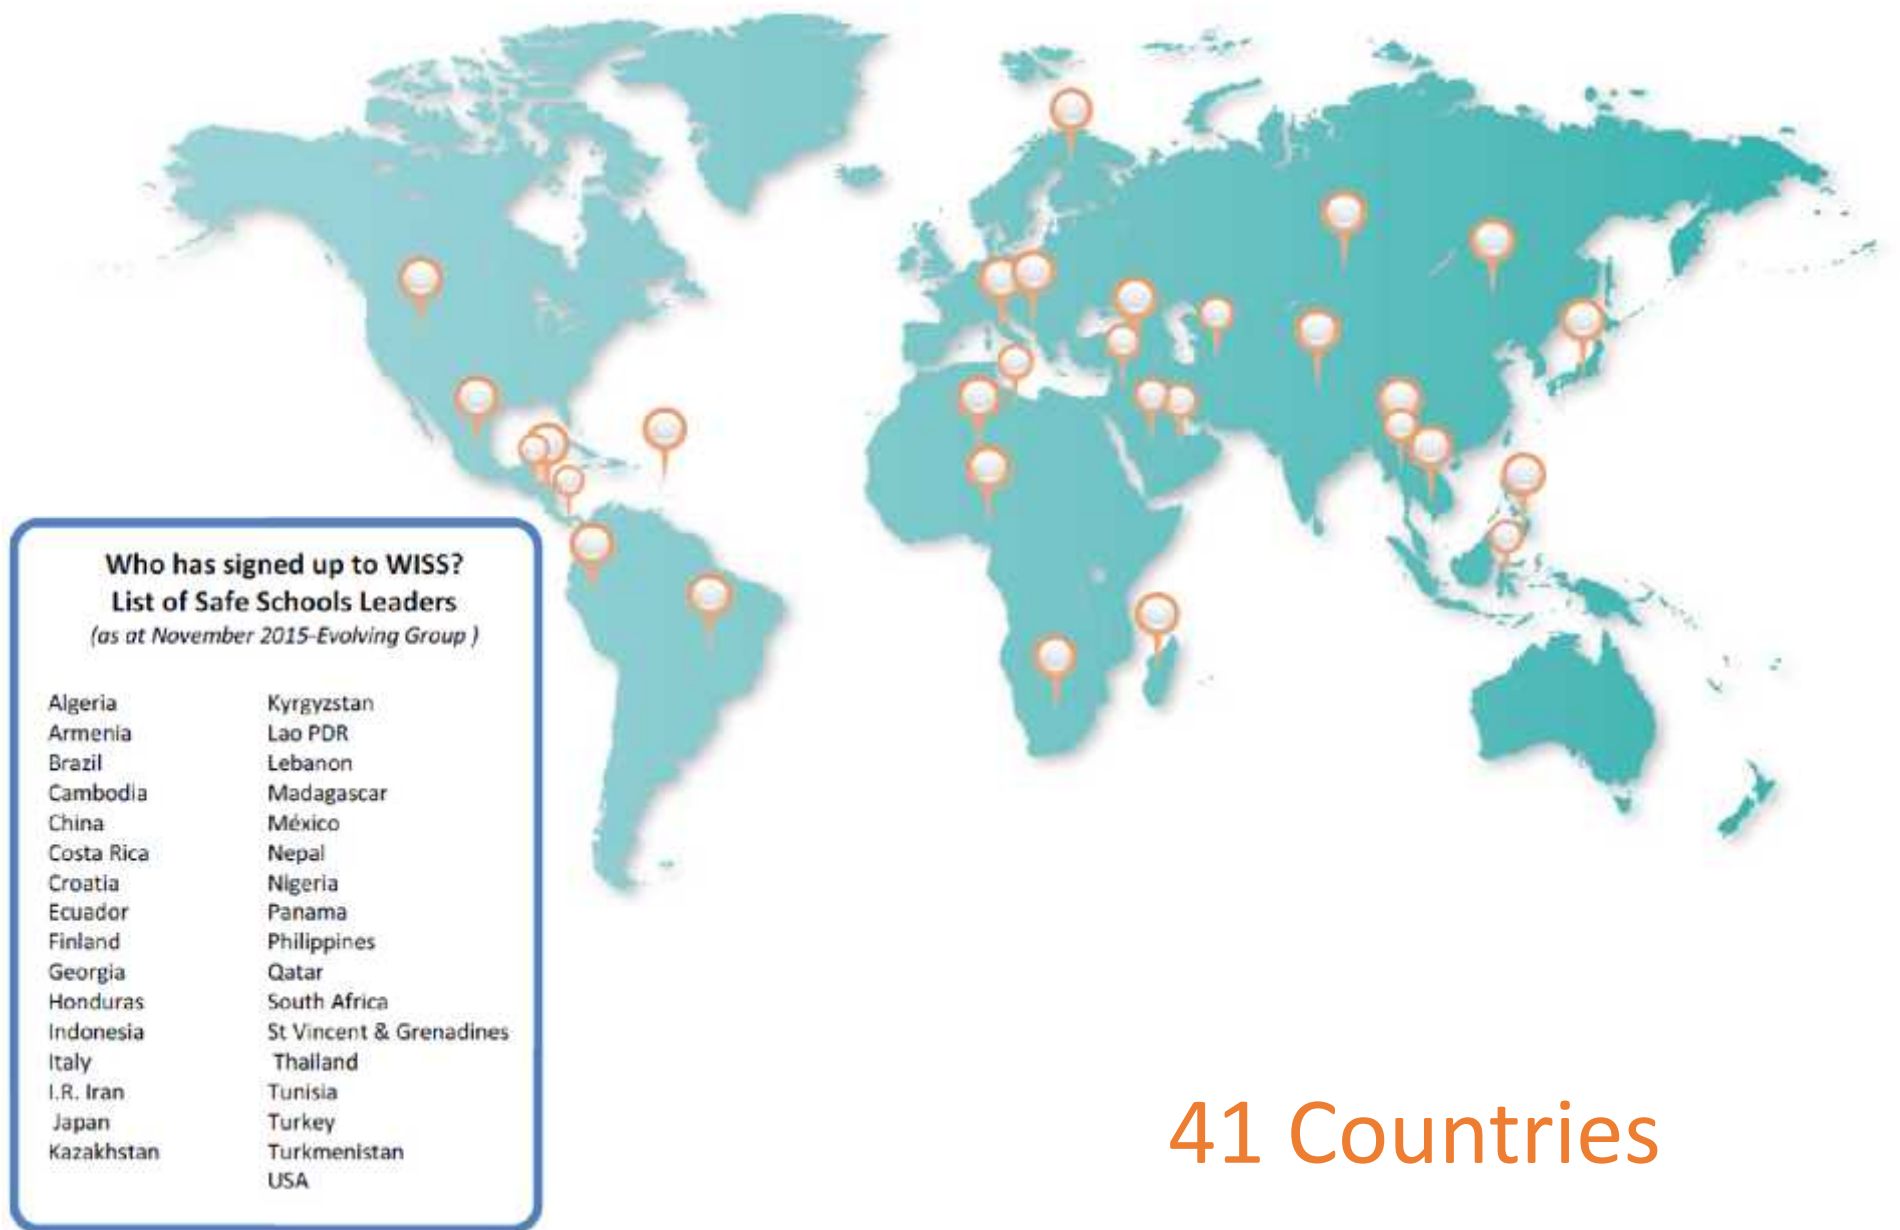 Who has signed up to WISS?
List of Safe Schools Leaders
(as at November 2015-Evolving Group )
Algeria
Armenia
Brazil
Cambodia
China
Costa Rica
Croatia
Ecuador
Finland
Georgia
Honduras
Indonesia
Italy
I.R. Iran
Japan
Kazakhstan
Kyrgyzstan
Lao PDR
Lebanon
Madagascar
México
Nepal
Nigeria
Panama
Philippines
Qatar
South Africa
St Vincent & Grenadines
Thailand
Tunisia
Turkey
Turkmenistan
USA
41 Countries